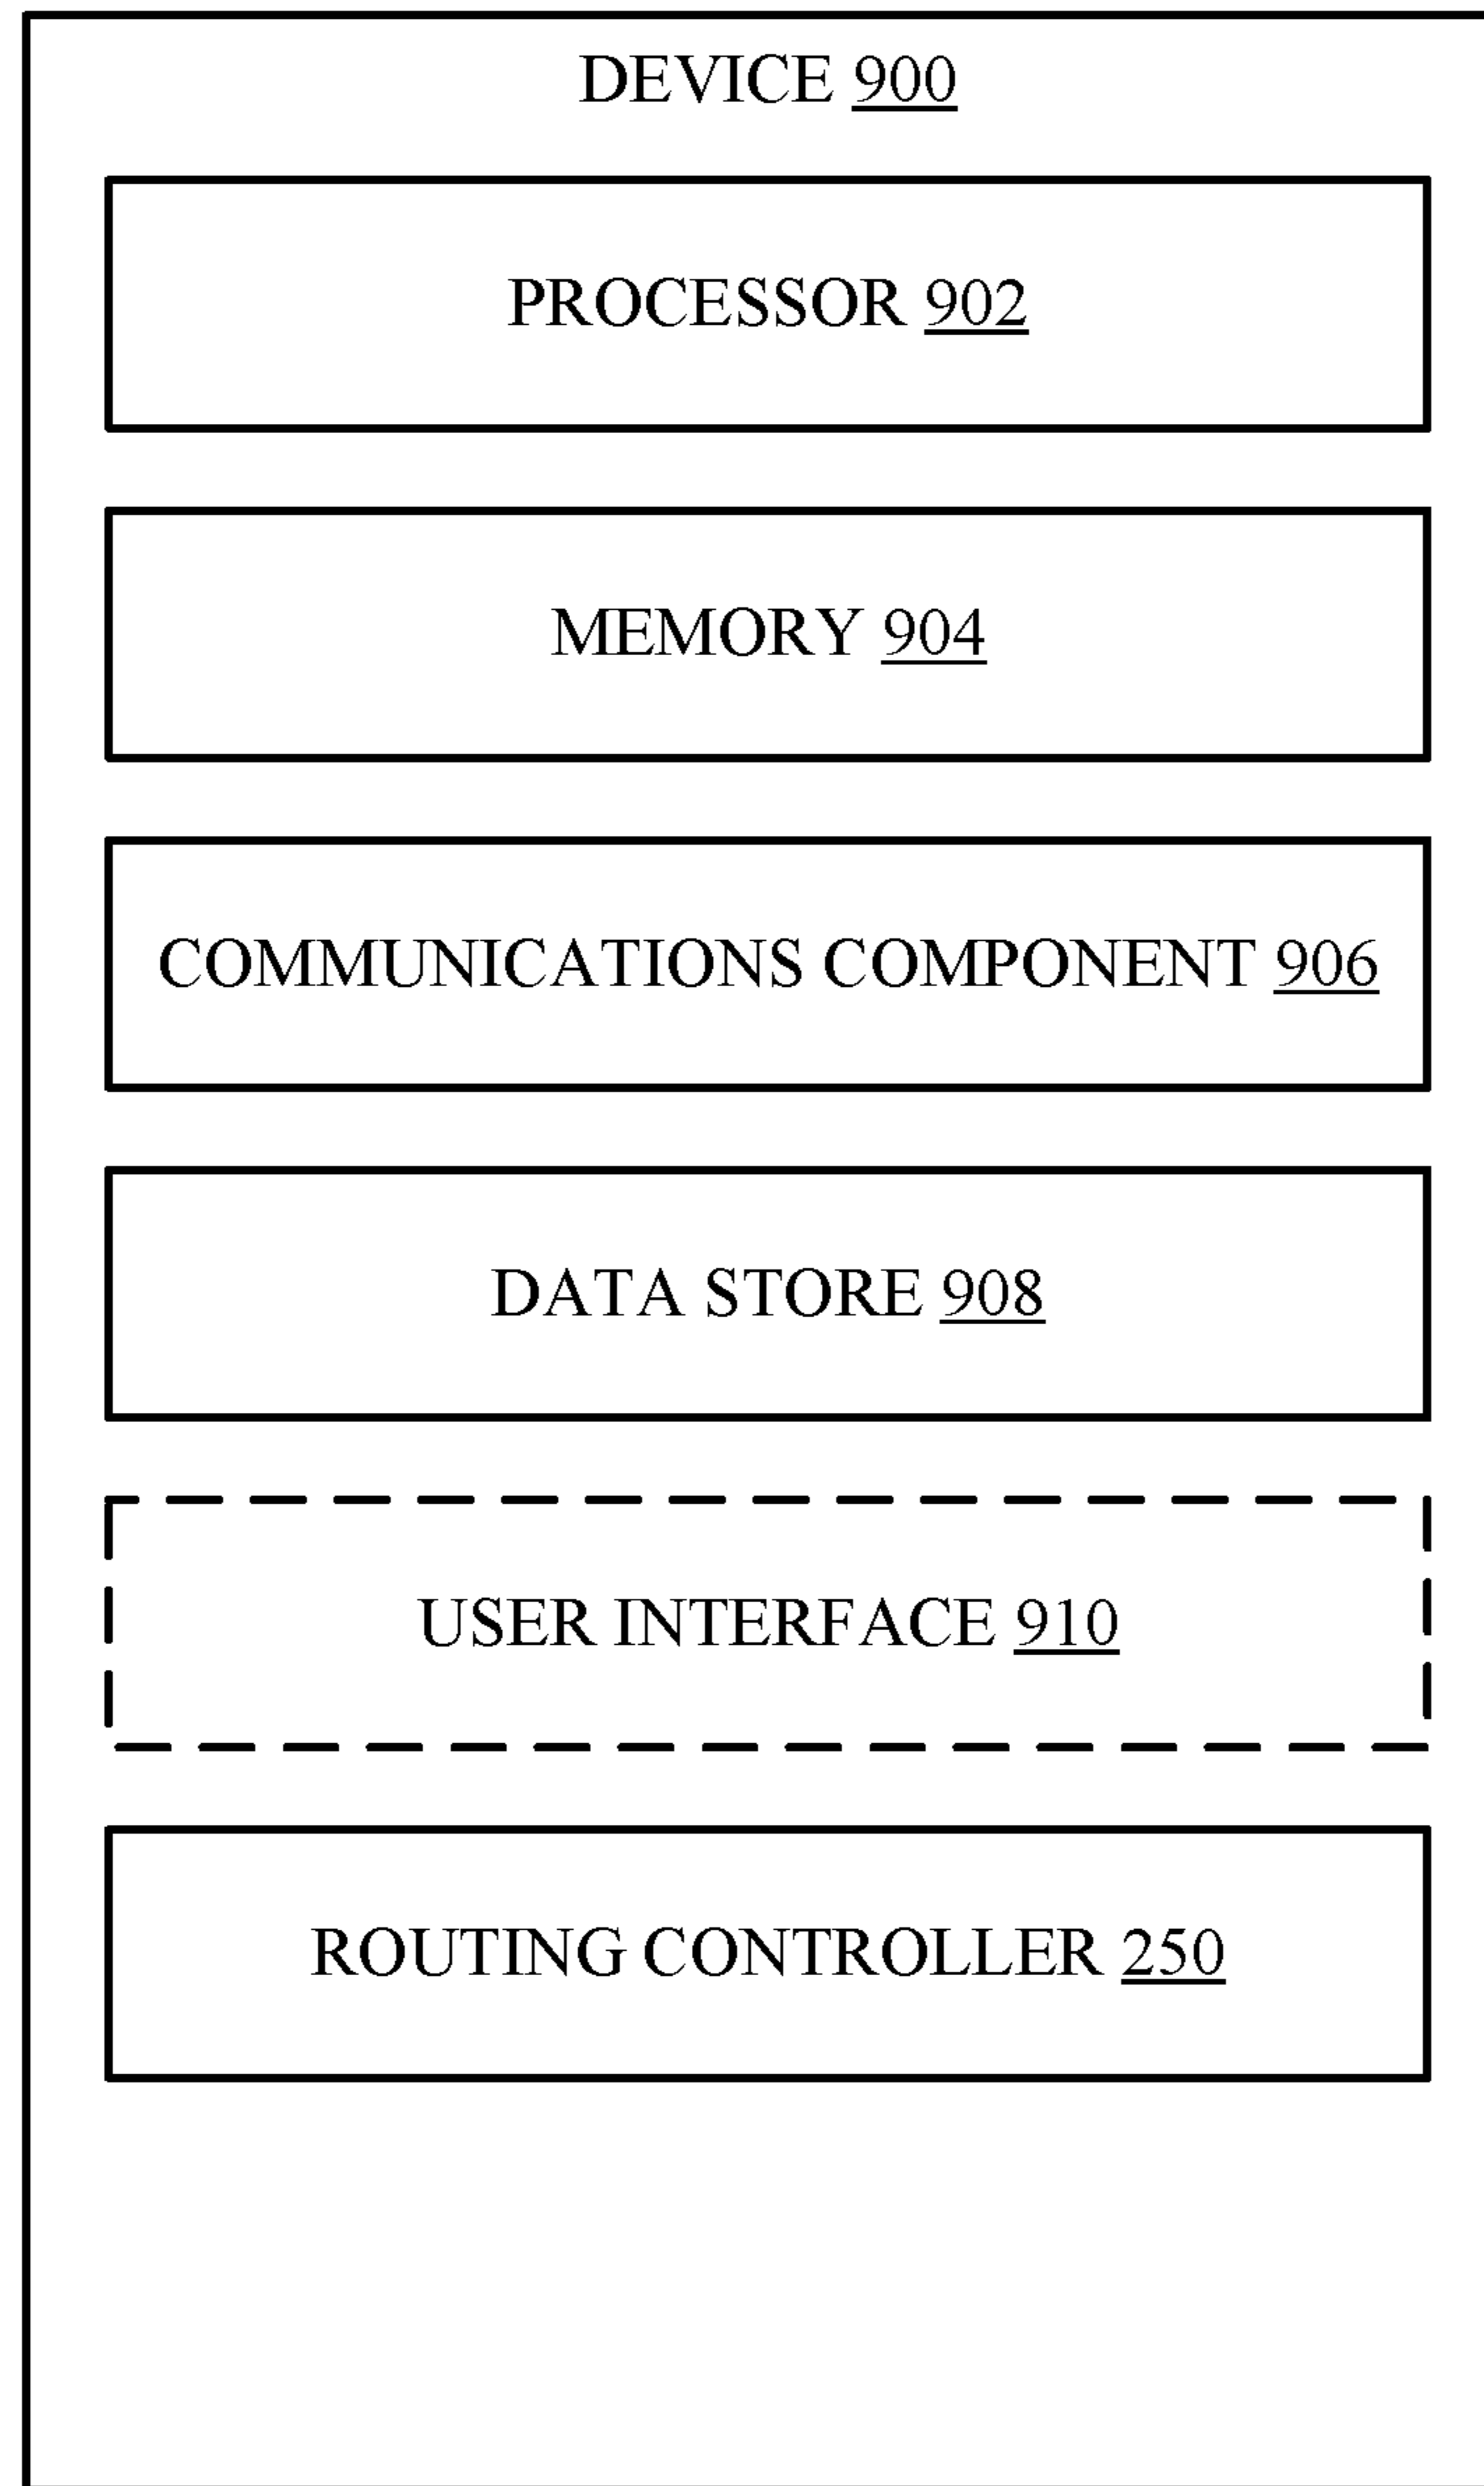 DEVICE 900
PROCESSOR 902
MEMORY 904
COMMUNICATIONS COMPONENT 906
DATA STORE 908
USER INTERFACE 910
ROUTING CONTROLLER 250